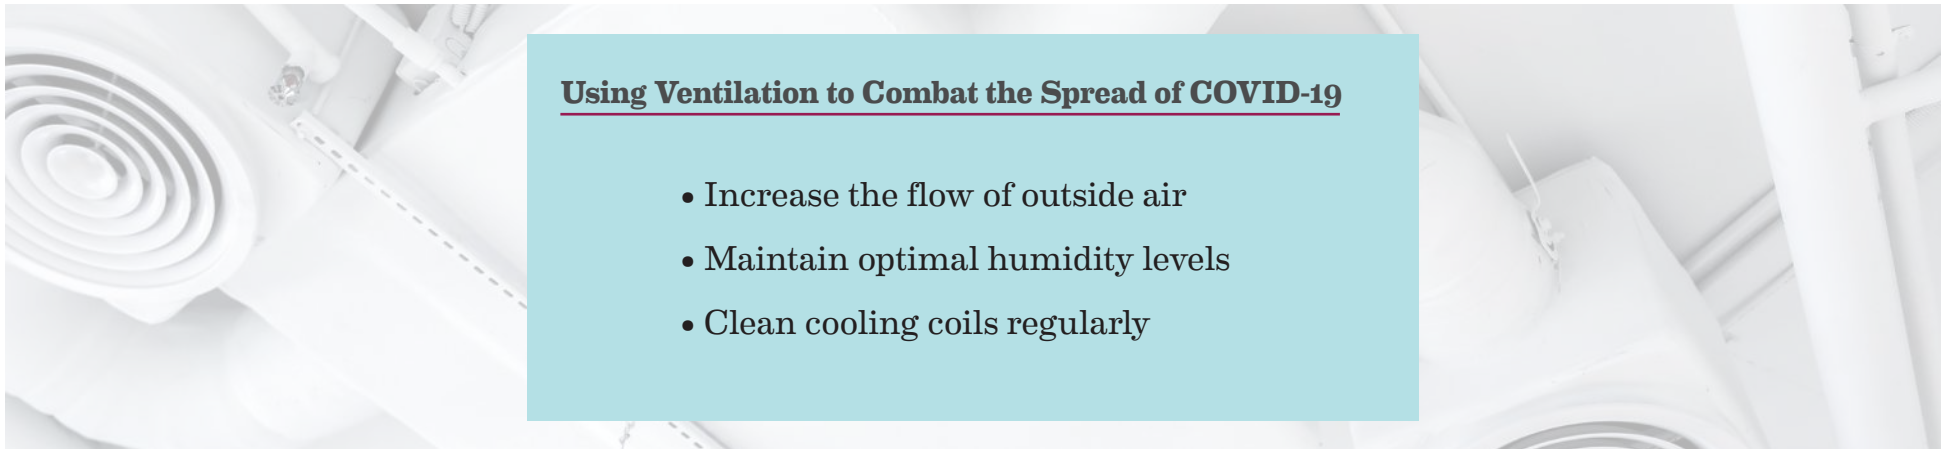 Using Ventilation to Combat the Spread of COVID-19
• Increase the flow of outside air
• Maintain optimal humidity levels
• Clean cooling coils regularly